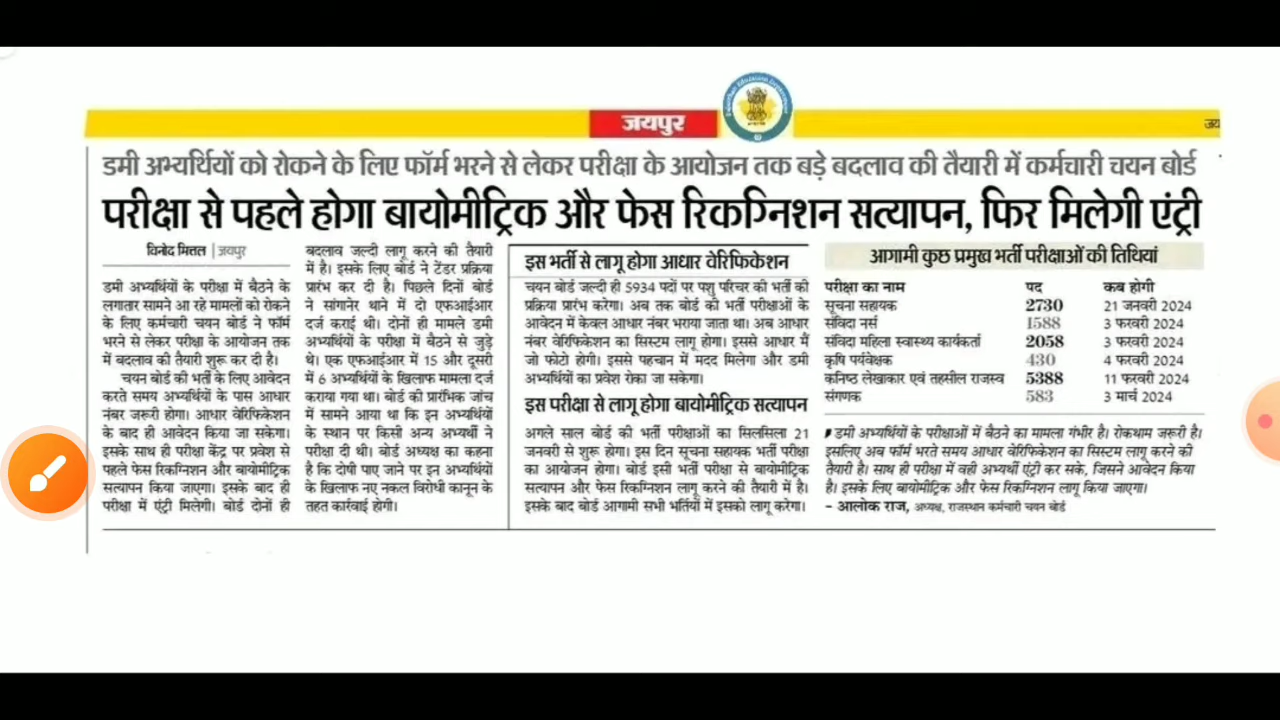 जयपुर
जय
डमी अभ्यर्थियों को रोकने के लिए फॉर्म भरने से लेकर परीक्षा के आयोजन तक बड़े बदलाव की तैयारी में कर्मचारी चयन बोर्ड
परीक्षा से पहले होगा बायोमीट्रिक और फेस रिकग्निशन सत्यापन, फिर मिलेगी एंट्री
विनोद मित्तल | जयपुर
डमी अभ्यर्थियों के परीक्षा में बैठने के
लगातार सामने आ रहे मामलों को रोकने
के लिए कर्मचारी चयन बोर्ड ने फॉर्म
भरने से लेकर परीक्षा के आयोजन तक
में बदलाव की तैयारी शुरू कर दी है।
चयन बोर्ड की भर्ती के लिए आवेदन
करते समय अभ्यर्थियों के पास आधार
नंबर जरूरी होगा। आधार वेरिफिकेशन
के बाद ही आवेदन किया जा सकेगा।
इसके साथ ही परीक्षा केंद्र पर प्रवेश से
पहले फेस रिकग्निशन और बायोमीट्रिक
सत्यापन किया जाएगा। इसके बाद ही
परीक्षा में एंट्री मिलेगी। बोर्ड दोनों ही
बदलाव जल्दी लागू करने की तैयारी
में है। इसके लिए बोर्ड ने टेंडर प्रक्रिया
प्रारंभ कर दी है। पिछले दिनों बोर्ड
ने सांगानेर थाने में दो एफआईआर
दर्ज कराई थी। दोनों ही मामले डमी
अभ्यर्थियों के परीक्षा में बैठने से जुड़े
थे। एक एफआईआर में 15 और दूसरी
में 6 अभ्यर्थियों के खिलाफ मामला दर्ज
कराया गया था। बोर्ड की प्रारंभिक जांच
में सामने आया था कि इन अभ्यर्थियों
के स्थान पर किसी अन्य अभ्यर्थी ने
परीक्षा दी थी। बोर्ड अध्यक्ष का कहना
है कि दोषी पाए जाने पर इन अभ्यर्थियों
के खिलाफ नए नकल विरोधी कानून के
तहत कार्रवाई होगी।
इस भर्ती से लागू होगा आधार वेरिफिकेशन
चयन बोर्ड जल्दी ही 5934 पदों पर पशु परिचर की भर्ती की
प्रक्रिया प्रारंभ करेगा। अब तक बोर्ड की भर्ती परीक्षाओं के
आवेदन में केवल आधार नंबर भराया जाता था। अब आधार
नंबर वेरिफिकेशन का सिस्टम लागू होगा। इससे आधार में
जो फोटो होगी। इससे पहचान में मदद मिलेगा और डमी
अभ्यर्थियों का प्रवेश रोका जा सकेगा।
इस परीक्षा से लागू होगा बायोमीट्रिक सत्यापन
अगले साल बोर्ड की भर्ती परीक्षाओं का सिलसिला 21
जनवरी से शुरू होगा। इस दिन सूचना सहायक भर्ती परीक्षा
का आयोजन होगा। बोर्ड इसी भर्ती परीक्षा से बायोमीट्रिक
सत्यापन और फेस रिकग्निशन लागू करने की तैयारी में है।
इसके बाद बोर्ड आगामी सभी भर्तियों में इसको लागू करेगा।
आगामी कुछ प्रमुख भर्ती परीक्षाओं की तिथियां
परीक्षा का नाम पद कब होगी
सूचना सहायक 2730 21 जनवरी 2024
संविदा नर्स 1588 3 फरवरी 2024
संविदा महिला स्वास्थ्य कार्यकर्ता 2058 3 फरवरी 2024
कृषि पर्यवेक्षक 430 4 फरवरी 2024
कनिष्ठ लेखाकार एवं तहसील राजस्व 5388 11 फरवरी 2024
संगणक 583 3 मार्च 2024
डमी अभ्यर्थियों के परीक्षाओं में बैठने का मामला गंभीर है। रोकथाम जरूरी है।
इसलिए अब फॉर्म भरते समय आधार वेरिफिकेशन का सिस्टम लागू करने की
तैयारी है। साथ ही परीक्षा में वही अभ्यर्थी एंट्री कर सके, जिसने आवेदन किया
है। इसके लिए बायोमीट्रिक और फेस रिकग्निशन लागू किया जाएगा।
- आलोक राज, अध्यक्ष, राजस्थान कर्मचारी चयन बोर्ड